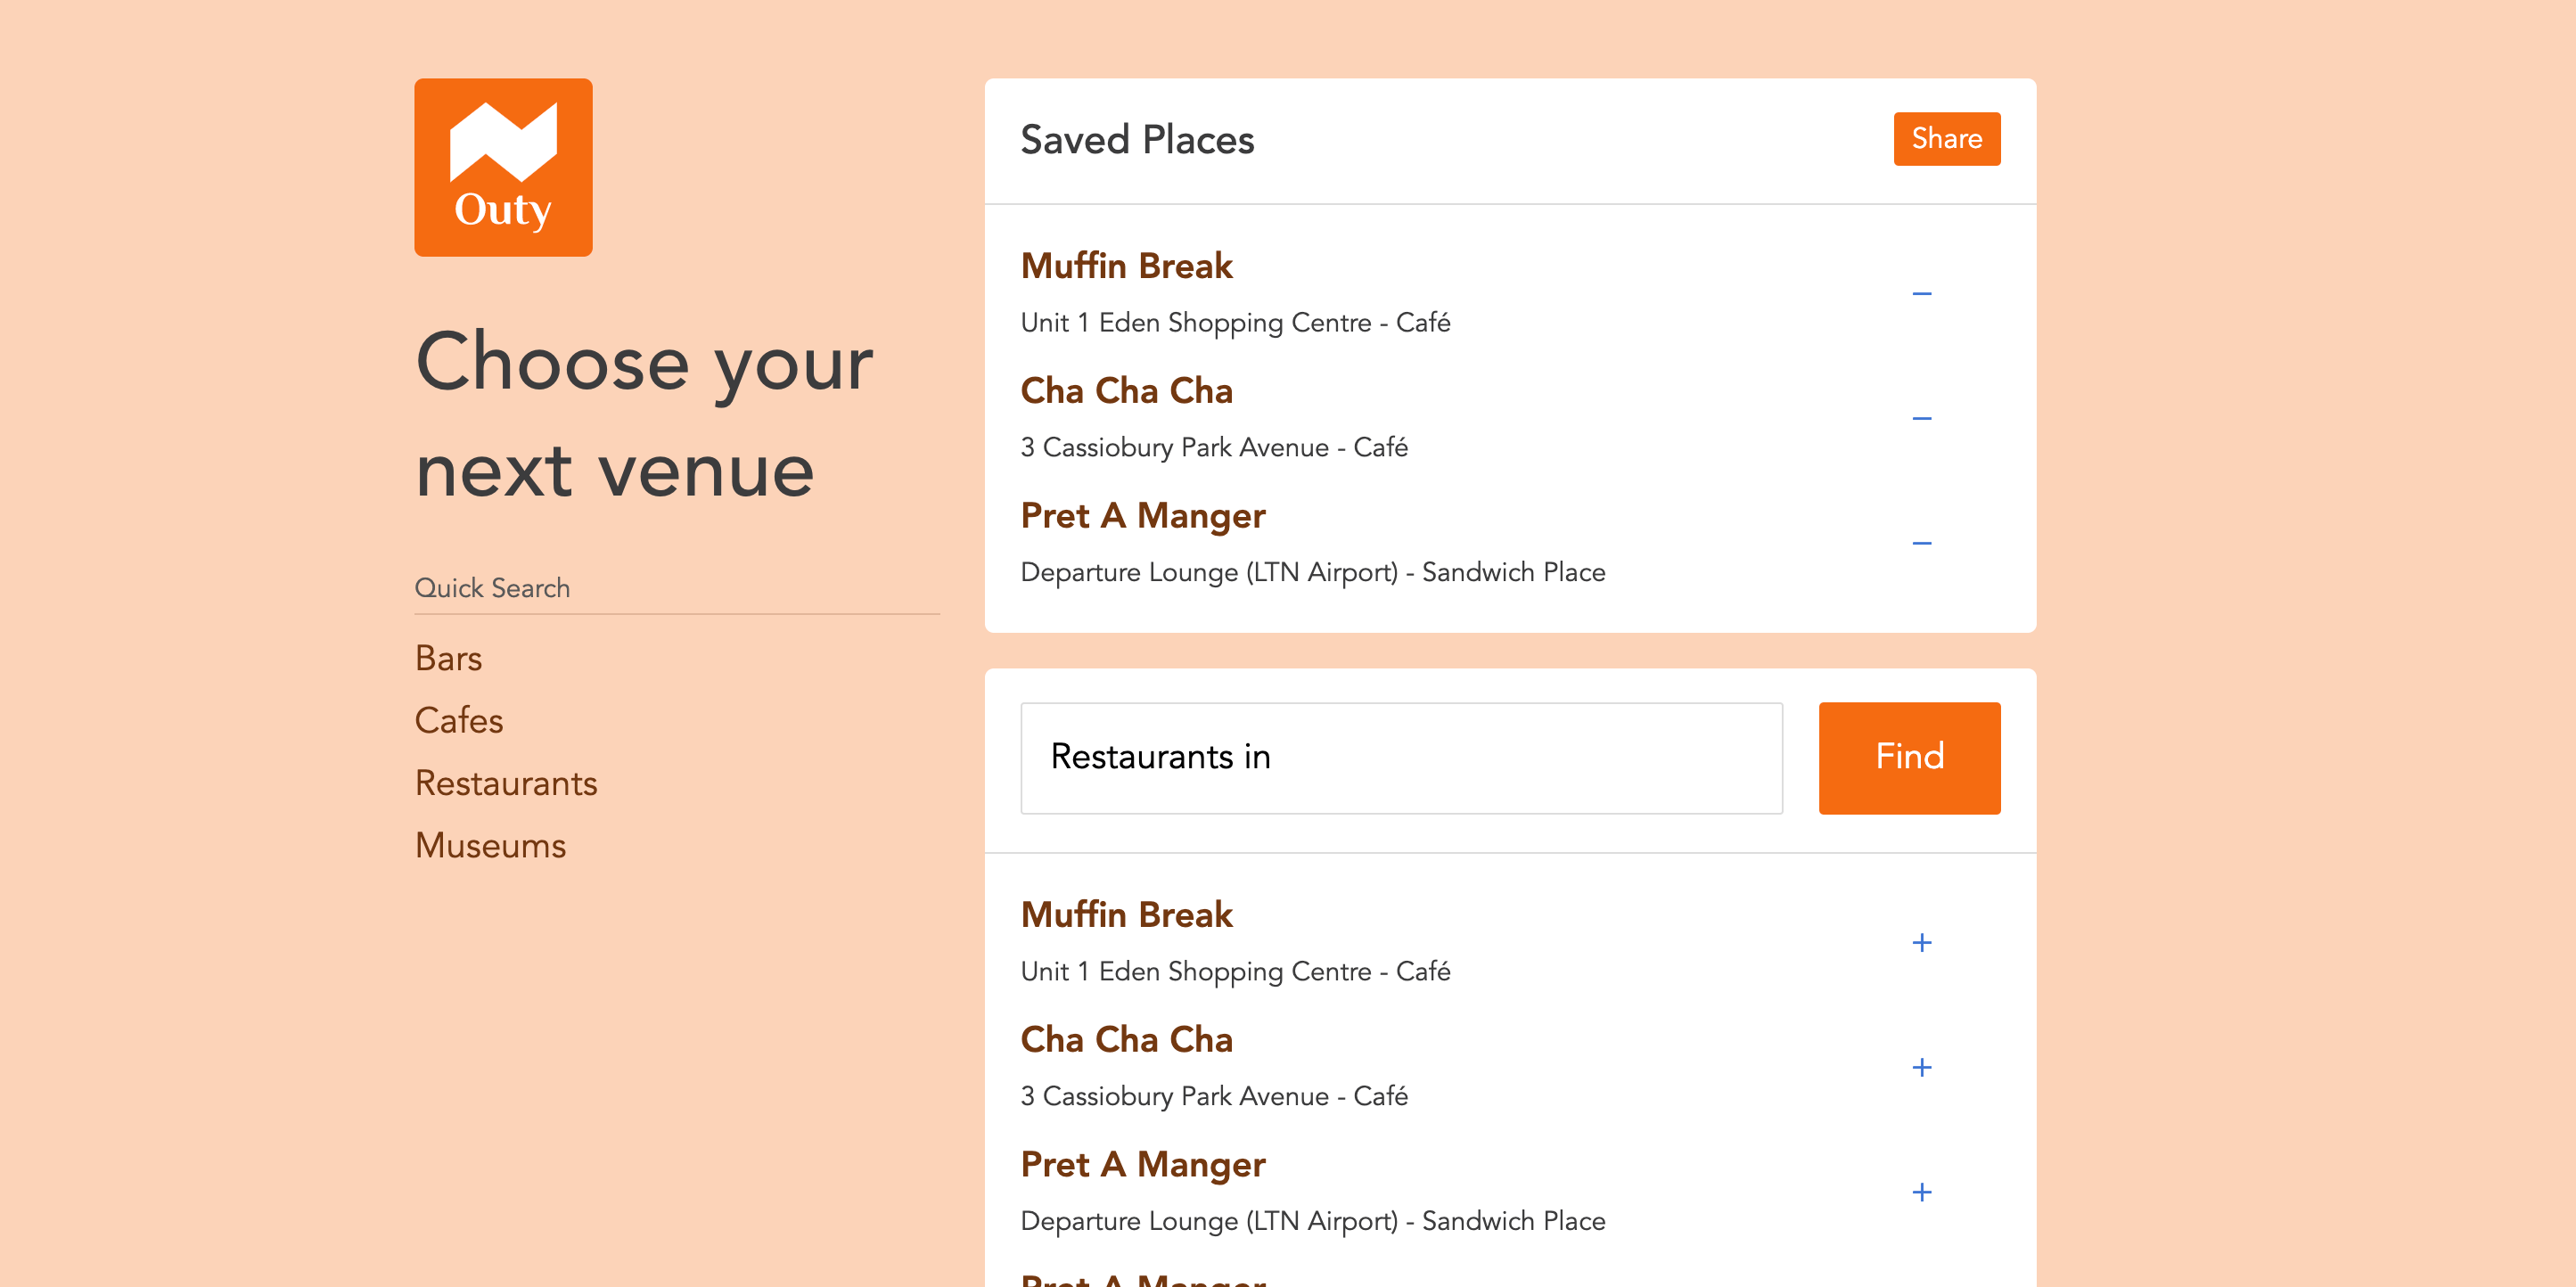 Outy
Choose your
next venue
Quick Search
Bars
Cafes
Restaurants
Museums
Saved Places
Share
Muffin Break
−
Unit 1 Eden Shopping Centre - Café
Cha Cha Cha
−
3 Cassiobury Park Avenue - Café
Pret A Manger
−
Departure Lounge (LTN Airport) - Sandwich Place
Restaurants in
Find
Muffin Break
+
Unit 1 Eden Shopping Centre - Café
Cha Cha Cha
+
3 Cassiobury Park Avenue - Café
Pret A Manger
+
Departure Lounge (LTN Airport) - Sandwich Place
Pret A Manger